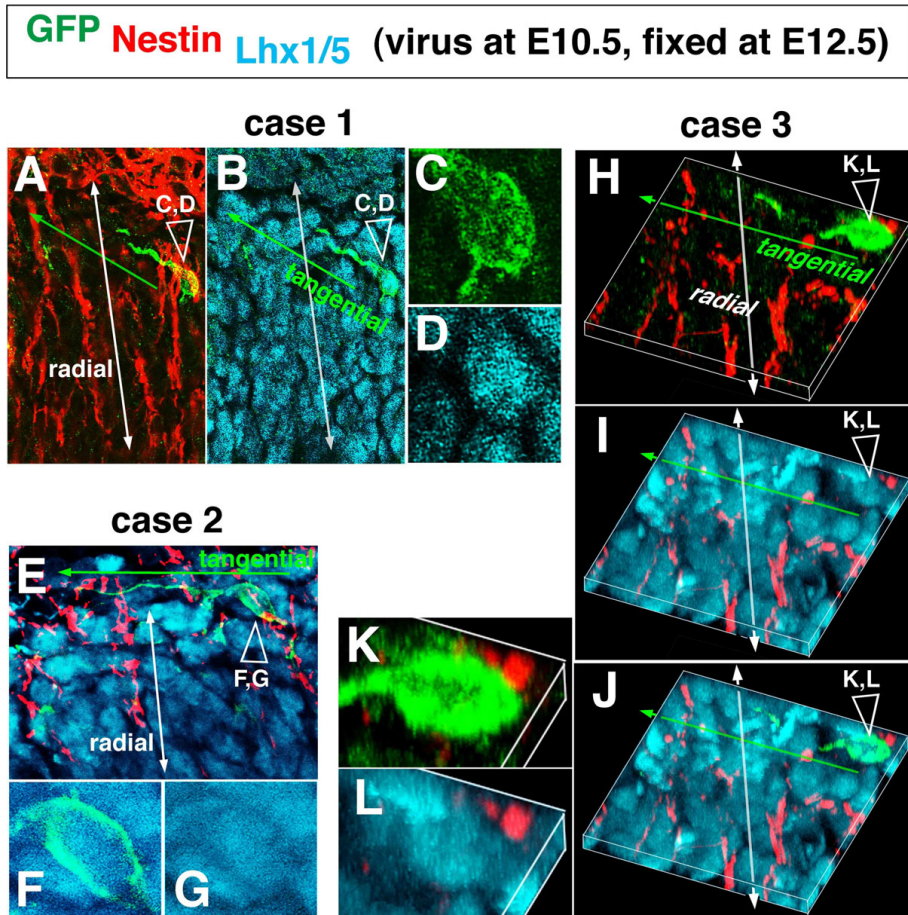 GFP Nestin Lhx1/5 (virus at E10.5, fixed at E12.5)
case 1
case 3
A
C,D
radial
B
C,D
tangential
C
D
H
K,L
tangential
radial
I
K,L
case 2
E
tangential
F,G
radial
F
G
K
L
J
K,L